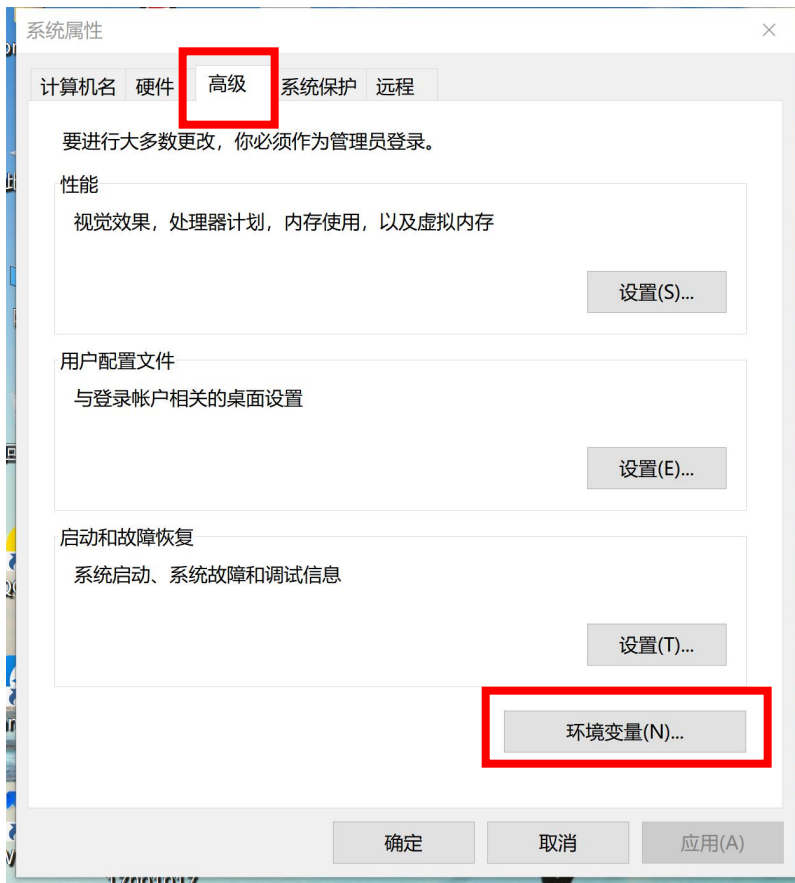 系统属性
计算机名 硬件 高级 系统保护 远程
要进行大多数更改，你必须作为管理员登录。
性能
视觉效果，处理器计划，内存使用，以及虚拟内存
设置(S)...
用户配置文件
与登录帐户相关的桌面设置
设置(E)...
启动和故障恢复
系统启动、系统故障和调试信息
设置(T)...
环境变量(N)...
确定 取消 应用(A)